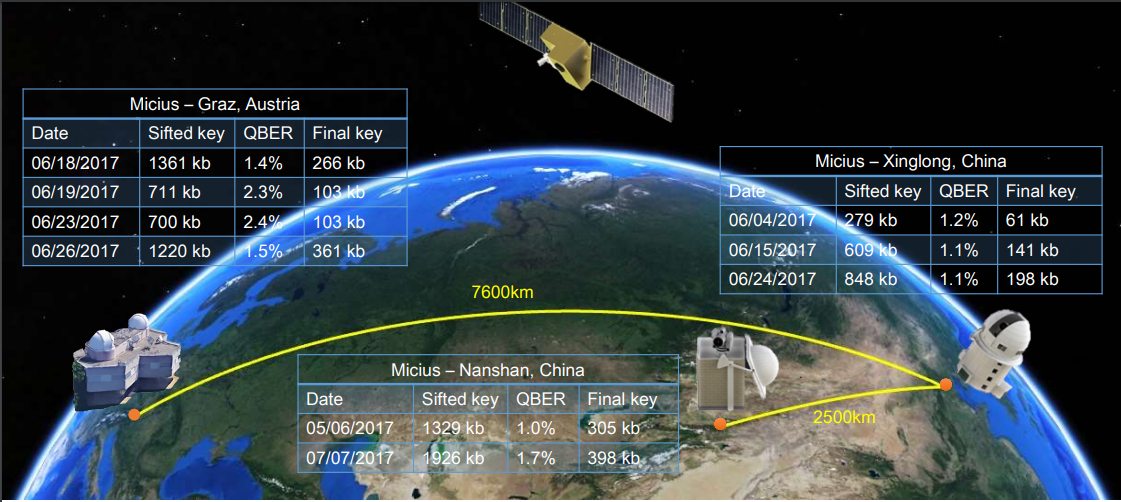 Micius – Graz, Austria
Date Sifted key QBER Final key
06/18/2017 1361 kb 1.4% 266 kb
06/19/2017 711 kb 2.3% 103 kb
06/23/2017 700 kb 2.4% 103 kb
06/26/2017 1220 kb 1.5% 361 kb
Micius – Xinglong, China
Date Sifted key QBER Final key
06/04/2017 279 kb 1.2% 61 kb
06/15/2017 609 kb 1.1% 141 kb
06/24/2017 848 kb 1.1% 198 kb
7600km
Micius – Nanshan, China
Date Sifted key QBER Final key
05/06/2017 1329 kb 1.0% 305 kb
07/07/2017 1926 kb 1.7% 398 kb
2500km